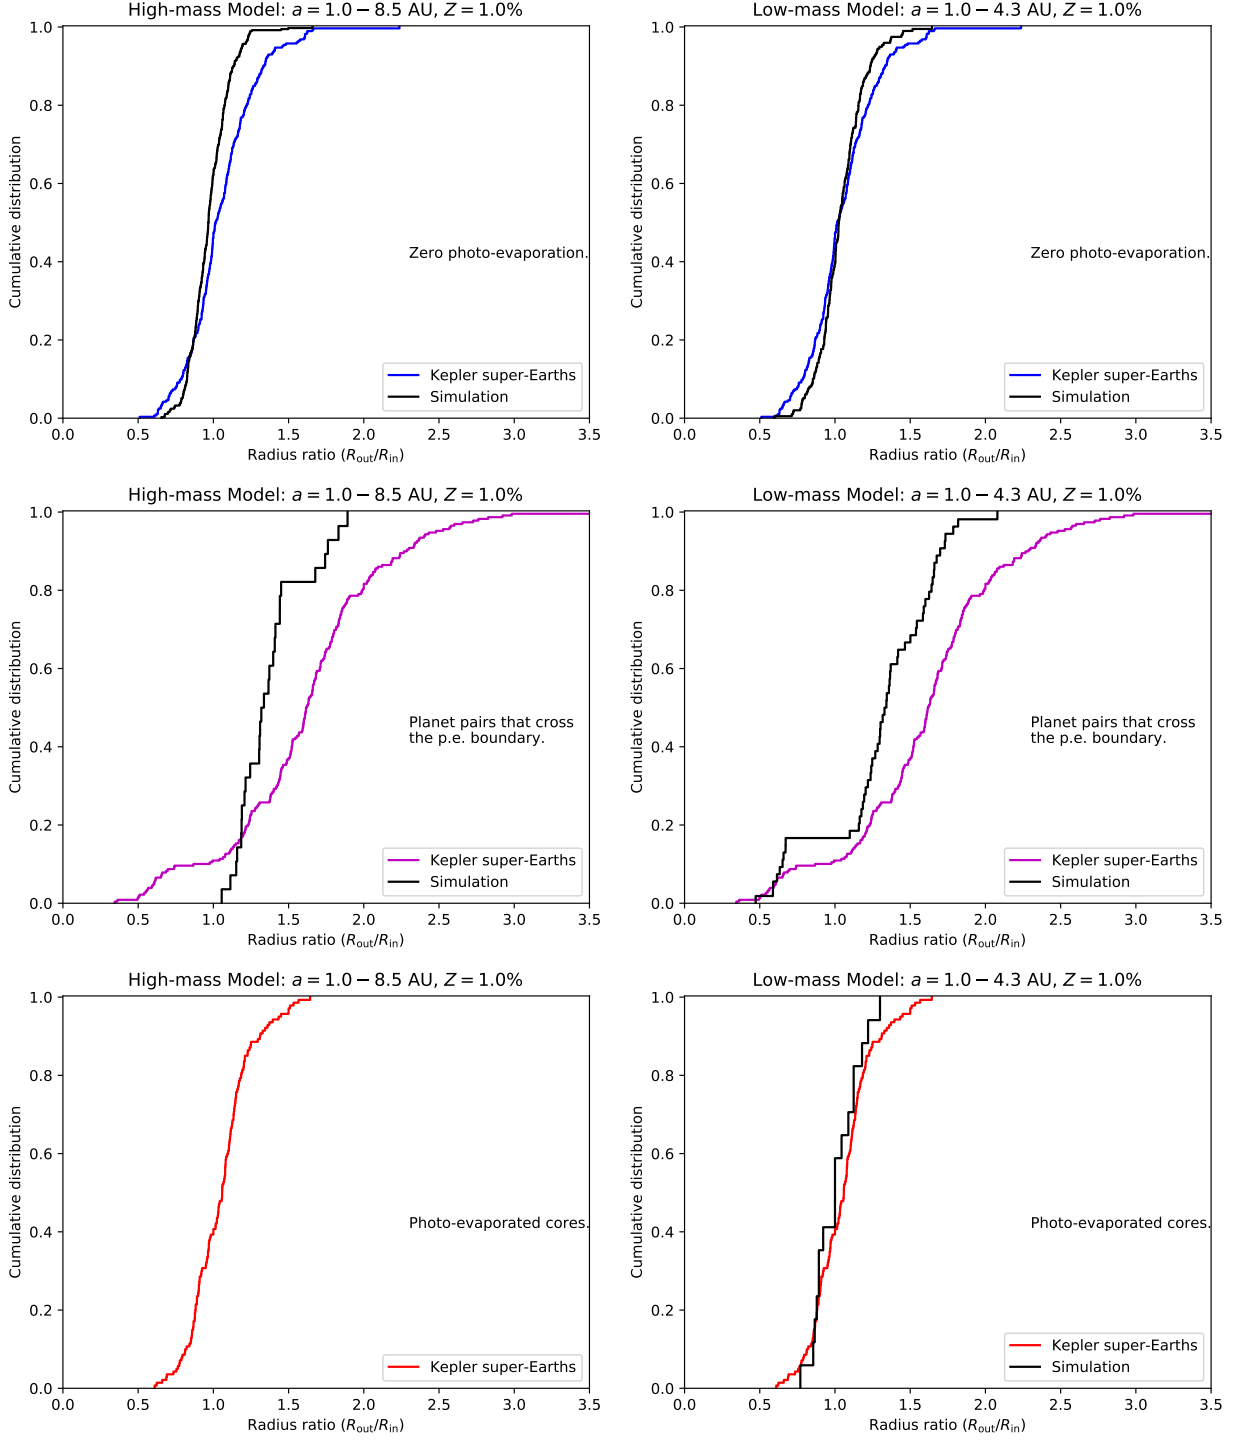 High-mass Model: a = 1.0 − 8.5 AU, Z = 1.0%
1.0
0.8
0.6
0.4
0.2
0.0
Cumulative distribution
Zero photo-evaporation.
Kepler super-Earths
Simulation
0.0 0.5 1.0 1.5 2.0 2.5 3.0 3.5
Radius ratio (R_out/R_in)
Low-mass Model: a = 1.0 − 4.3 AU, Z = 1.0%
1.0
0.8
0.6
0.4
0.2
0.0
Cumulative distribution
Zero photo-evaporation.
Kepler super-Earths
Simulation
0.0 0.5 1.0 1.5 2.0 2.5 3.0 3.5
Radius ratio (R_out/R_in)
High-mass Model: a = 1.0 − 8.5 AU, Z = 1.0%
1.0
0.8
0.6
0.4
0.2
0.0
Cumulative distribution
Planet pairs that cross
the p.e. boundary.
Kepler super-Earths
Simulation
0.0 0.5 1.0 1.5 2.0 2.5 3.0 3.5
Radius ratio (R_out/R_in)
Low-mass Model: a = 1.0 − 4.3 AU, Z = 1.0%
1.0
0.8
0.6
0.4
0.2
0.0
Cumulative distribution
Planet pairs that cross
the p.e. boundary.
Kepler super-Earths
Simulation
0.0 0.5 1.0 1.5 2.0 2.5 3.0 3.5
Radius ratio (R_out/R_in)
High-mass Model: a = 1.0 − 8.5 AU, Z = 1.0%
1.0
0.8
0.6
0.4
0.2
0.0
Cumulative distribution
Photo-evaporated cores.
Kepler super-Earths
0.0 0.5 1.0 1.5 2.0 2.5 3.0 3.5
Radius ratio (R_out/R_in)
Low-mass Model: a = 1.0 − 4.3 AU, Z = 1.0%
1.0
0.8
0.6
0.4
0.2
0.0
Cumulative distribution
Photo-evaporated cores.
Kepler super-Earths
Simulation
0.0 0.5 1.0 1.5 2.0 2.5 3.0 3.5
Radius ratio (R_out/R_in)